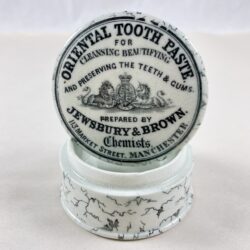 ORIENTAL TOOTH PASTE
FOR
CLEANSING BEAUTIFYING
AND PRESERVING THE TEETH & GUMS.
PREPARED BY
JEWSBURY & BROWN,
Chemists
113 MARKET STREET, MANCHESTER